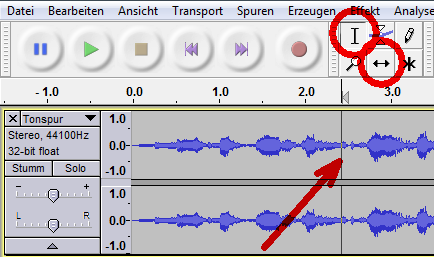 Datei Bearbeiten Ansicht Transport Spuren Erzeugen Effekt Analyse
- 1.0 0.0 1.0 2.0 3.0
× Tonspur ▼ 1.0
Stereo, 44100Hz
32-bit float 0.0-
Stumm Solo -1.0
- + 1.0
L R 0.0-
-1.0